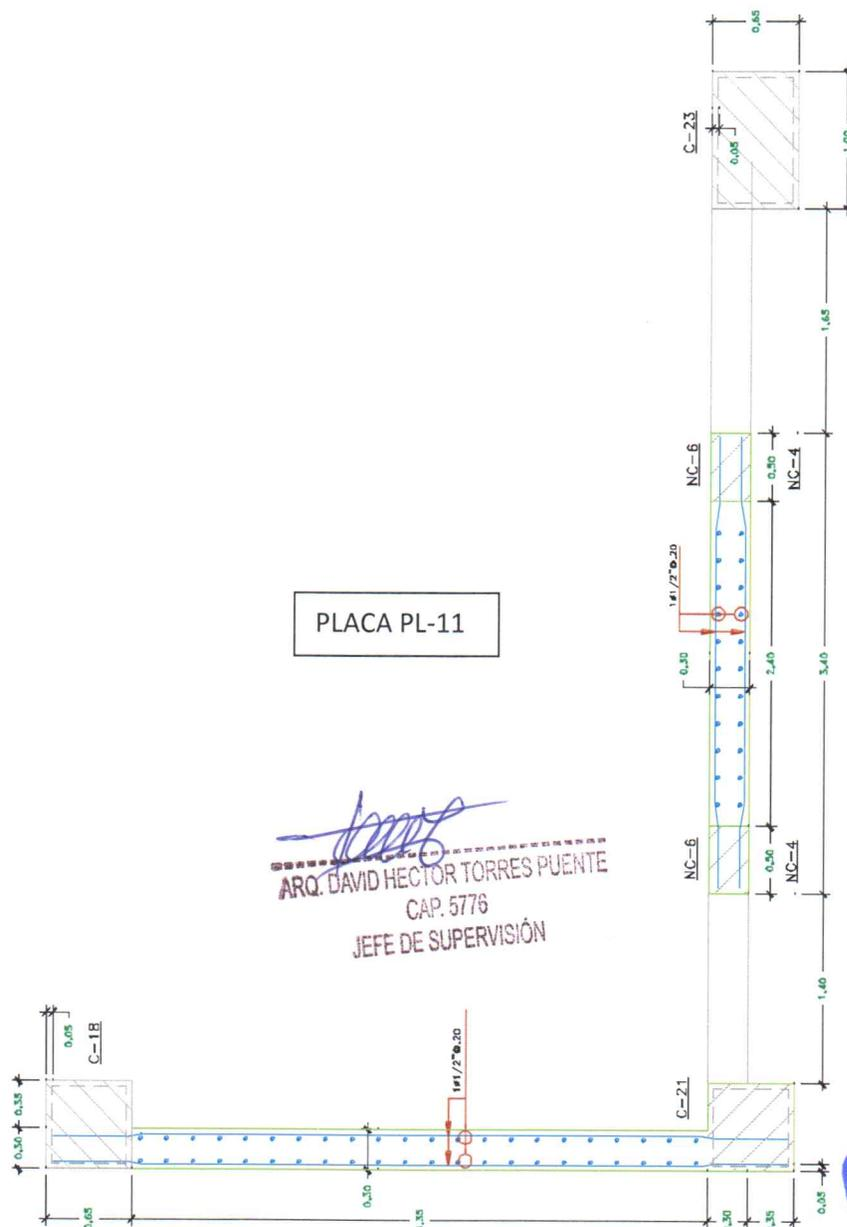 0,65
C-23
0,05
1,65
NC-6
0,50
NC-4
1ø1/2"@.20
0,30
2,40
3,40
PLACA PL-11
NC-6
0,50
NC-4
ARQ. DAVID HECTOR TORRES PUENTE
CAP. 5776
JEFE DE SUPERVISIÓN
1,40
0,05
C-18
1ø1/2"@.20
C-21
0,35
0,30
0,30
0,65
0,05